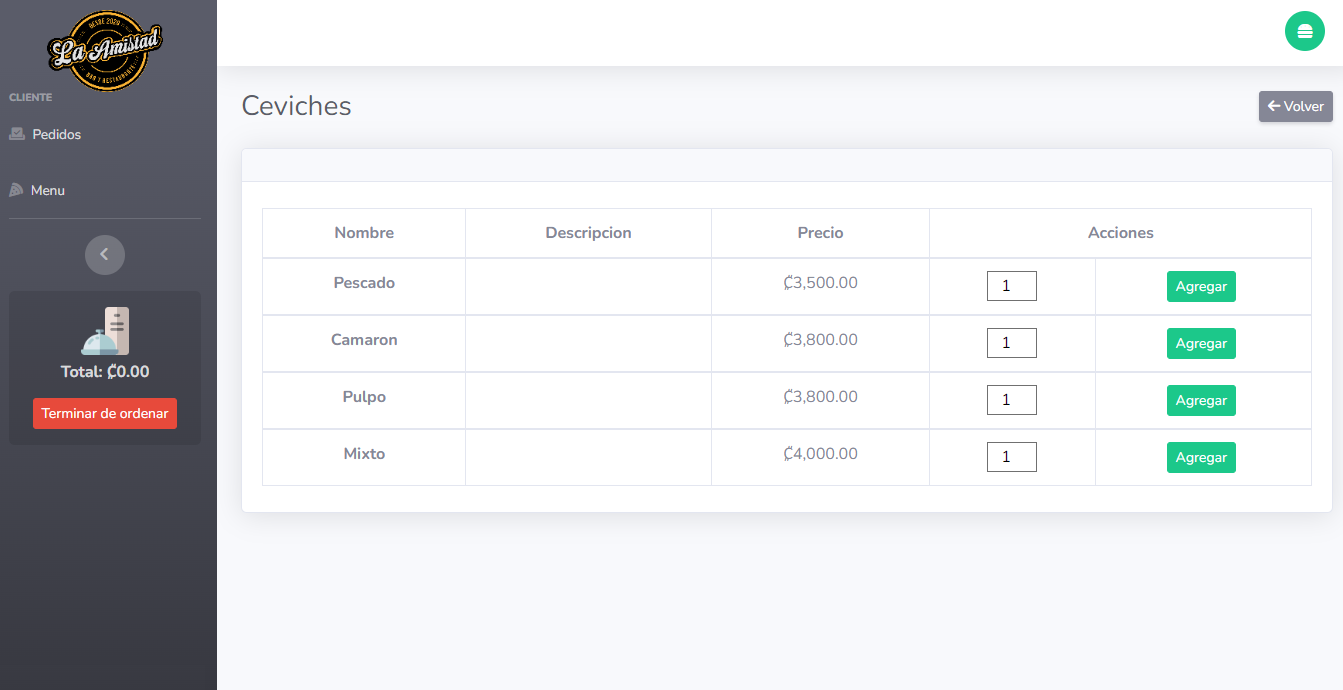 DESDE 2020
La Amistad
BAR Y RESTAURANTE
CLIENTE
Pedidos
Menu
Total: ₡0.00
Terminar de ordenar
Ceviches
Volver
Nombre Descripcion Precio Acciones
Pescado ₡3,500.00 1 Agregar
Camaron ₡3,800.00 1 Agregar
Pulpo ₡3,800.00 1 Agregar
Mixto ₡4,000.00 1 Agregar